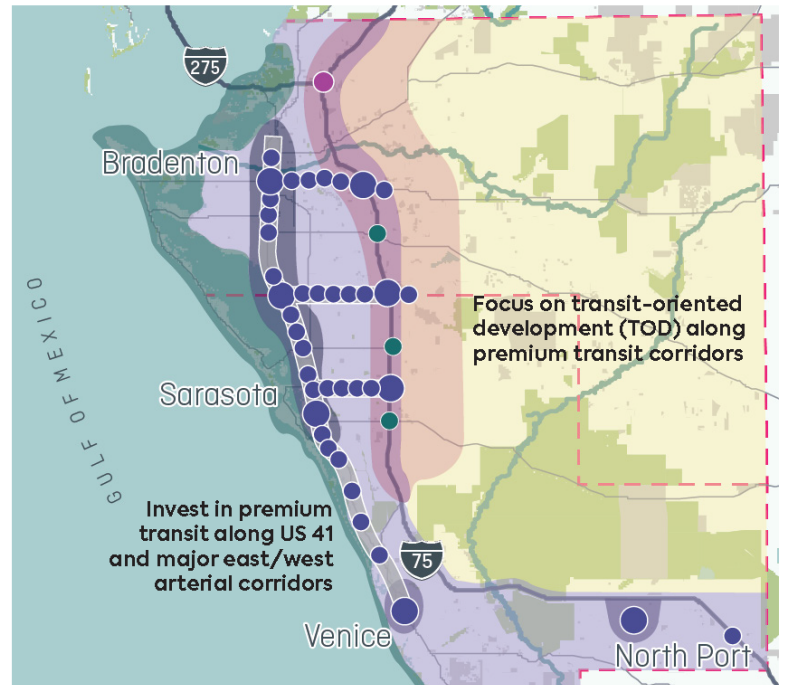 275
Bradenton
GULF OF MEXICO
Focus on transit-oriented
development (TOD) along
premium transit corridors
Sarasota
Invest in premium
transit along US 41
and major east/west
arterial corridors
75
Venice
North Port